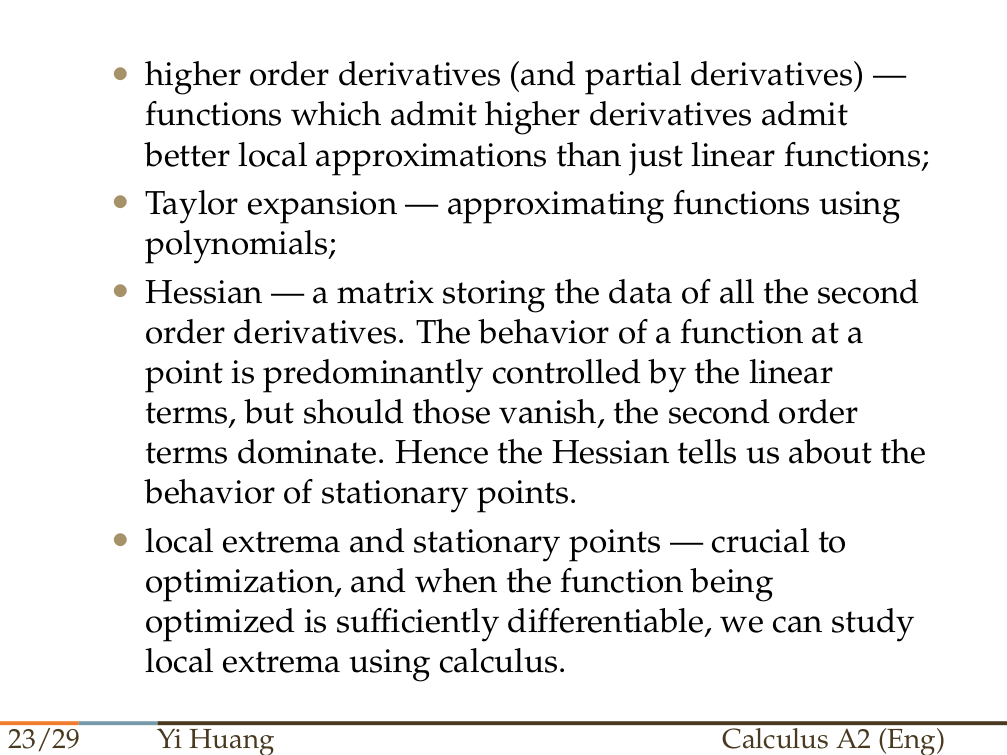 • higher order derivatives (and partial derivatives) —
functions which admit higher derivatives admit
better local approximations than just linear functions;
• Taylor expansion — approximating functions using
polynomials;
• Hessian — a matrix storing the data of all the second
order derivatives. The behavior of a function at a
point is predominantly controlled by the linear
terms, but should those vanish, the second order
terms dominate. Hence the Hessian tells us about the
behavior of stationary points.
• local extrema and stationary points — crucial to
optimization, and when the function being
optimized is sufficiently differentiable, we can study
local extrema using calculus.
23/29 Yi Huang Calculus A2 (Eng)